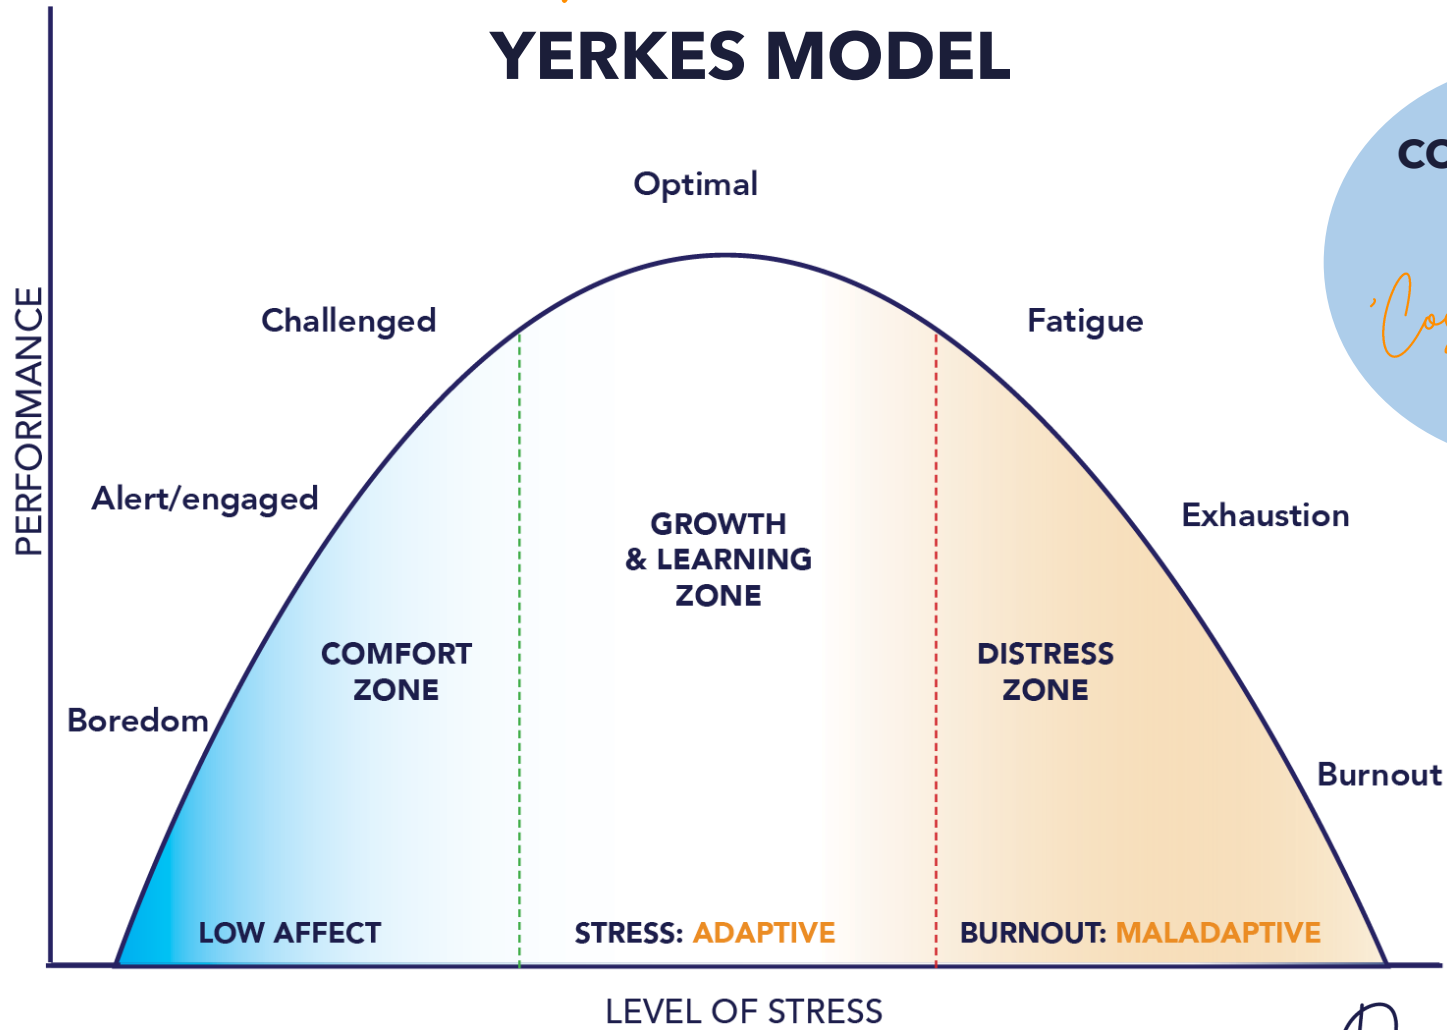 YERKES MODEL
Optimal
Challenged
Fatigue
Alert/engaged
Exhaustion
Boredom
Burnout
PERFORMANCE
GROWTH
& LEARNING
ZONE
COMFORT
ZONE
DISTRESS
ZONE
LOW AFFECT
STRESS: ADAPTIVE
BURNOUT: MALADAPTIVE
LEVEL OF STRESS